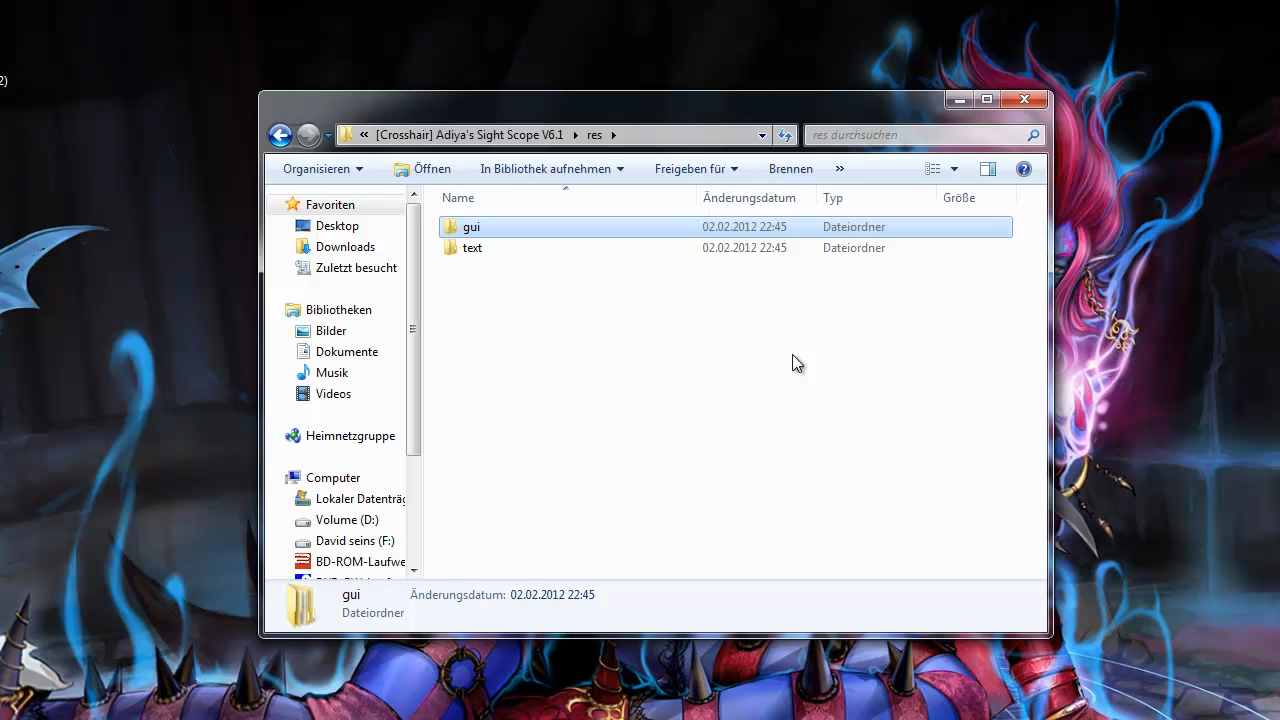 2)
« [Crosshair] Adiya's Sight Scope V6.1 ▸ res ▸
res durchsuchen
Organisieren Öffnen In Bibliothek aufnehmen Freigeben für Brennen »
Name Änderungsdatum Typ Größe
gui 02.02.2012 22:45 Dateiordner
text 02.02.2012 22:45 Dateiordner
Favoriten
Desktop
Downloads
Zuletzt besucht
Bibliotheken
Bilder
Dokumente
Musik
Videos
Heimnetzgruppe
Computer
Lokaler Datenträg
Volume (D:)
David seins (F:)
BD-ROM-Laufwe
gui Änderungsdatum: 02.02.2012 22:45
Dateiordner